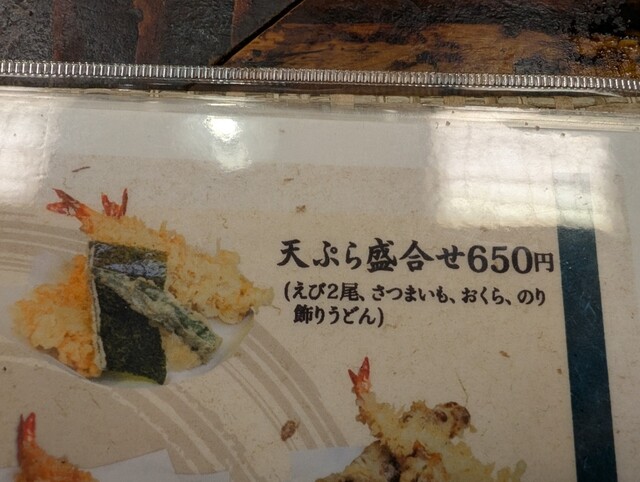 天ぷら盛合せ650円
(えび2尾、さつまいも、おくら、のり
飾りうどん)